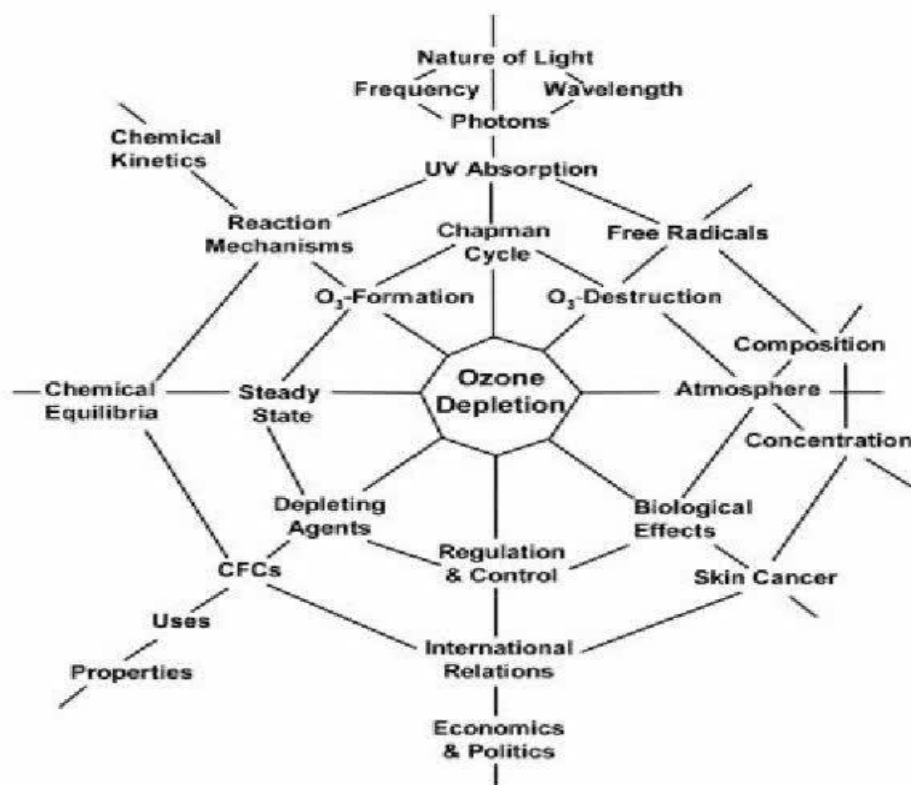 Nature of Light
Frequency
Wavelength
Photons
Chemical
Kinetics
UV Absorption
Reaction
Mechanisms
Chapman
Cycle
Free Radicals
O₃-Formation
O₃-Destruction
Composition
Chemical
Equilibria
Steady
State
Ozone
Depletion
Atmosphere
Concentration
Depleting
Agents
Biological
Effects
Regulation
& Control
CFCs
Skin Cancer
Uses
International
Relations
Properties
Economics
& Politics